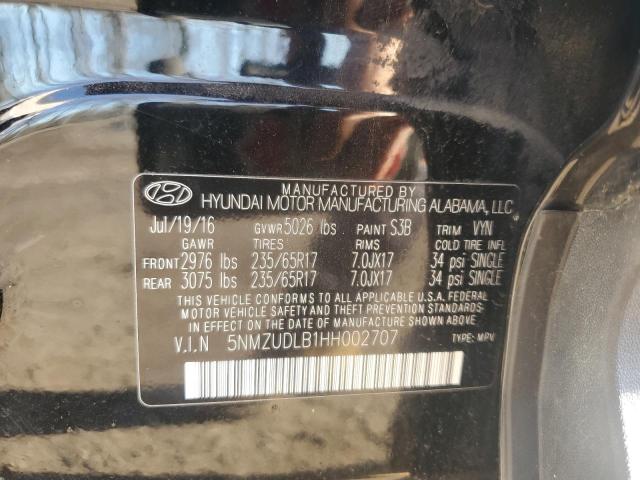 MANUFACTURED BY
HYUNDAI MOTOR MANUFACTURING ALABAMA, LLC
Jul/19/16 GVWR 5026 lbs PAINT S3B TRIM VYN
GAWR TIRES RIMS COLD TIRE INFL
FRONT 2976 lbs 235/65R17 7.0JX17 34 psi SINGLE
REAR 3075 lbs 235/65R17 7.0JX17 34 psi SINGLE
THIS VEHICLE CONFORMS TO ALL APPLICABLE U.S.A. FEDERAL
MOTOR VEHICLE SAFETY AND THEFT PREVENTION STANDARDS
IN EFFECT ON THE DATE OF MANUFACTURE SHOWN ABOVE.
V.I.N 5NMZUDLB1HH002707 TYPE: MPV